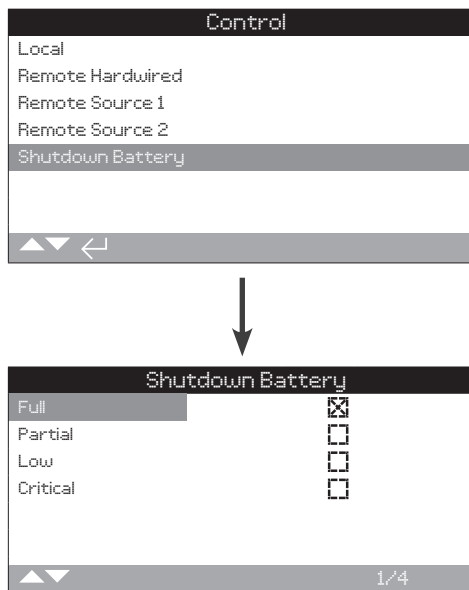 Control
Local
Remote Hardwired
Remote Source 1
Remote Source 2
Shutdown Battery
Shutdown Battery
Full
Partial
Low
Critical
1/4